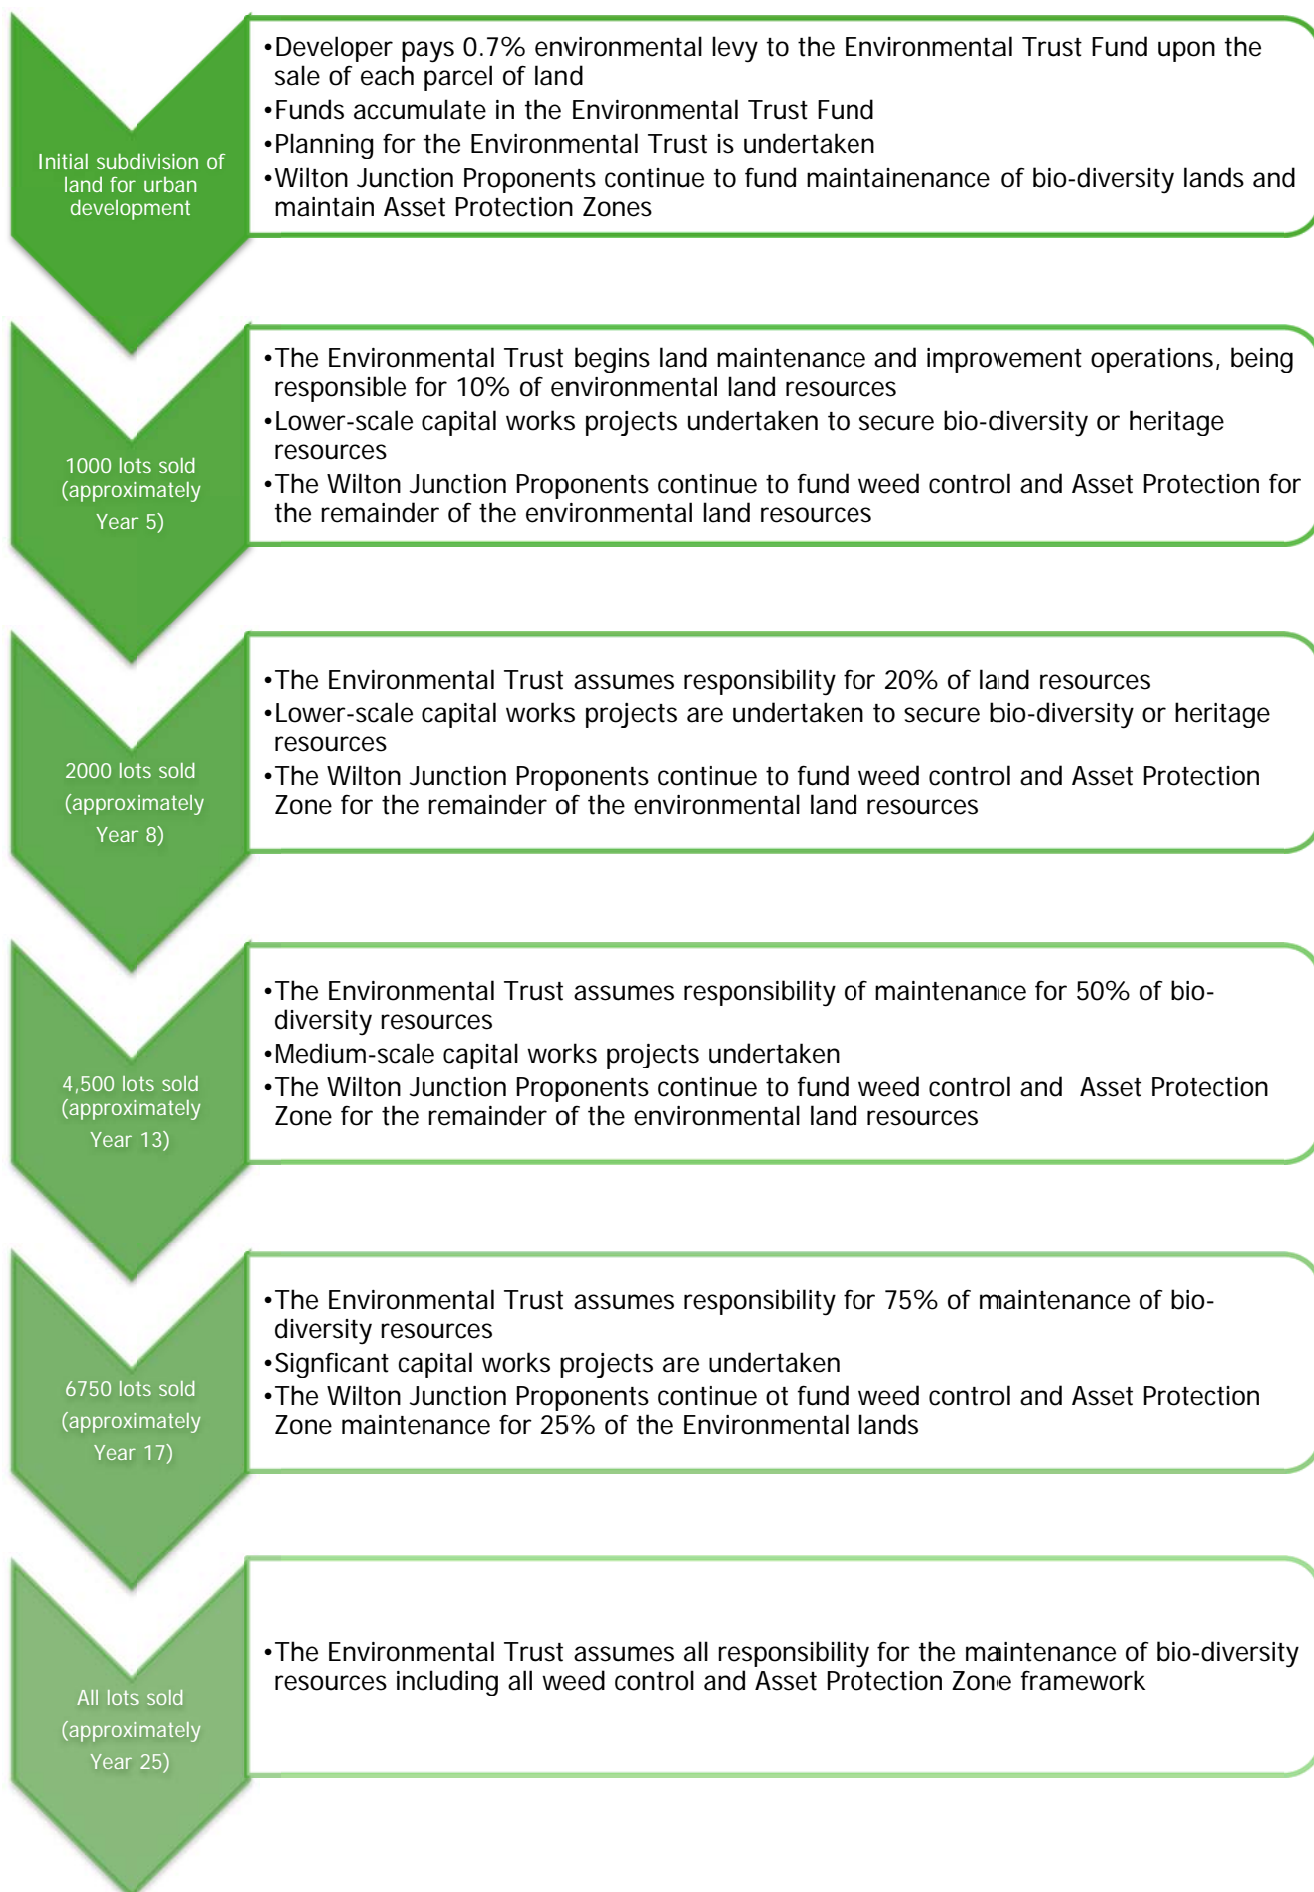 Initial subdivision of
land for urban
development
•Developer pays 0.7% environmental levy to the Environmental Trust Fund upon the
sale of each parcel of land
•Funds accumulate in the Environmental Trust Fund
•Planning for the Environmental Trust is undertaken
•Wilton Junction Proponents continue to fund maintainenance of bio-diversity lands and
maintain Asset Protection Zones
1000 lots sold
(approximately
Year 5)
•The Environmental Trust begins land maintenance and improvement operations, being
responsible for 10% of environmental land resources
•Lower-scale capital works projects undertaken to secure bio-diversity or heritage
resources
•The Wilton Junction Proponents continue to fund weed control and Asset Protection for
the remainder of the environmental land resources
2000 lots sold
(approximately
Year 8)
•The Environmental Trust assumes responsibility for 20% of land resources
•Lower-scale capital works projects are undertaken to secure bio-diversity or heritage
resources
•The Wilton Junction Proponents continue to fund weed control and Asset Protection
Zone for the remainder of the environmental land resources
4,500 lots sold
(approximately
Year 13)
•The Environmental Trust assumes responsibility of maintenance for 50% of bio-
diversity resources
•Medium-scale capital works projects undertaken
•The Wilton Junction Proponents continue to fund weed control and  Asset Protection
Zone for the remainder of the environmental land resources
6750 lots sold
(approximately
Year 17)
•The Environmental Trust assumes responsibility for 75% of maintenance of bio-
diversity resources
•Signficant capital works projects are undertaken
•The Wilton Junction Proponents continue ot fund weed control and Asset Protection
Zone maintenance for 25% of the Environmental lands
All lots sold
(approximately
Year 25)
•The Environmental Trust assumes all responsibility for the maintenance of bio-diversity
resources including all weed control and Asset Protection Zone framework